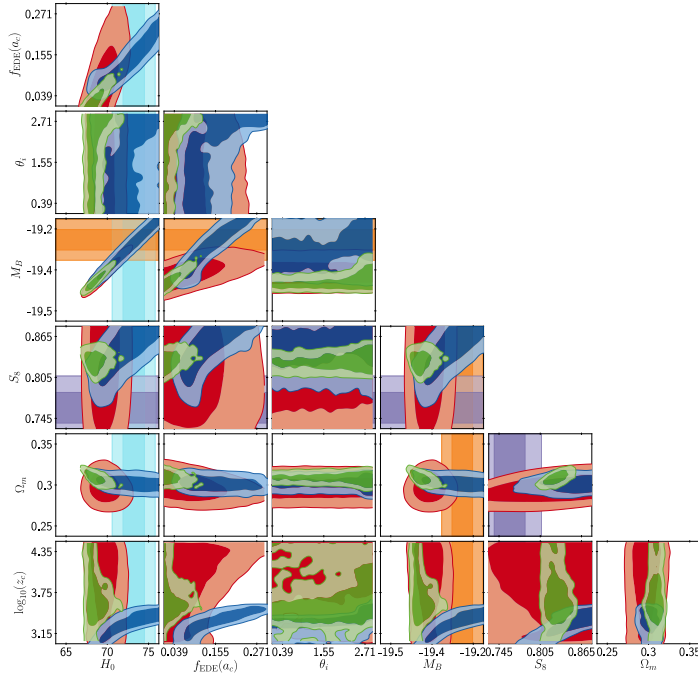 0.271
0.155
0.039
f_EDE(a_c)
2.71
1.55
0.39
θ_i
-19.2
-19.4
-19.5
M_B
0.865
0.805
0.745
S_8
0.35
0.3
0.25
Ω_m
4.35
3.75
3.15
log₁₀(z_c)
65 70 75
H_0
0.039 0.155 0.271
f_EDE(a_c)
0.39 1.55 2.71
θ_i
-19.5 -19.4 -19.2
M_B
0.745 0.805 0.865
S_8
0.25 0.3 0.35
Ω_m